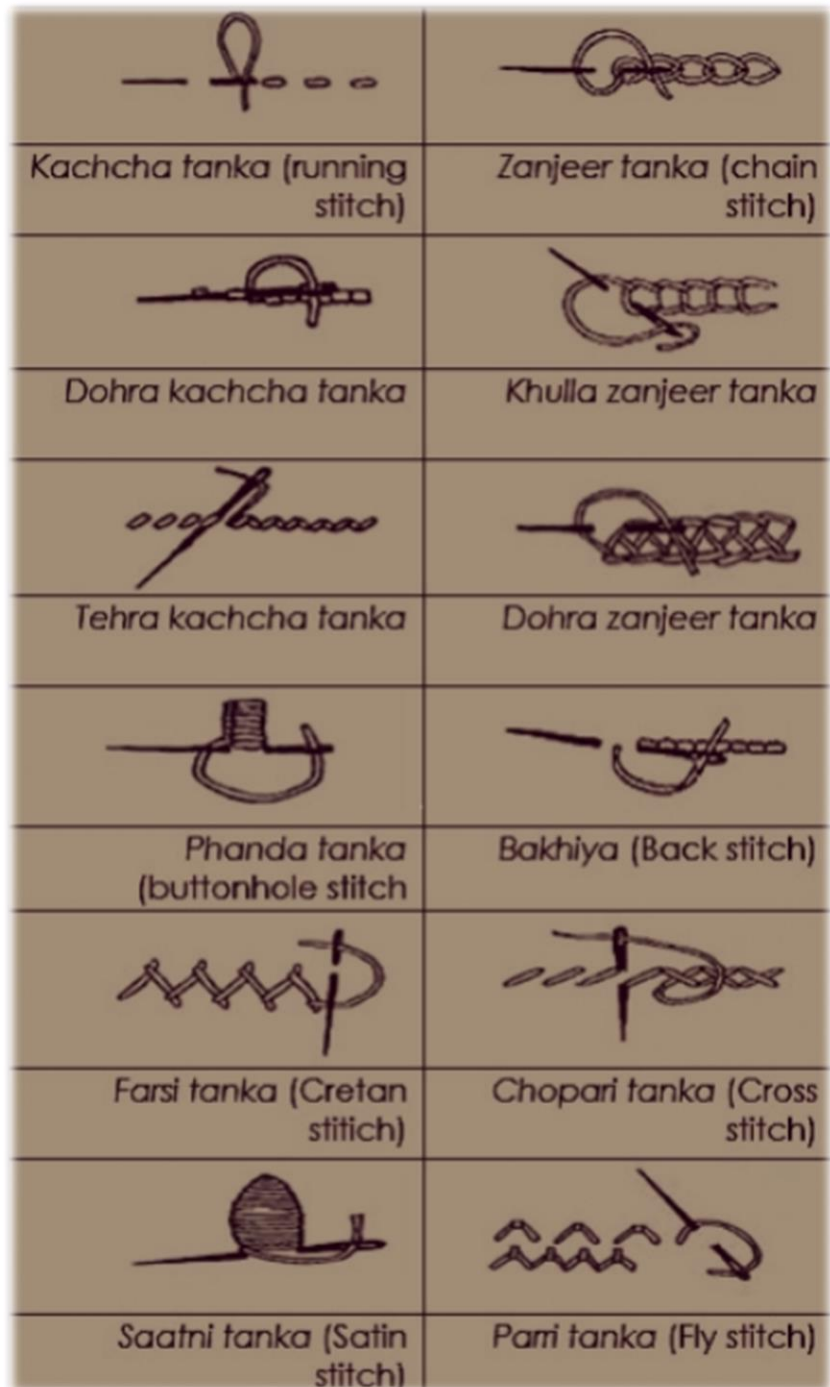 Kachcha tanka (running
stitch)
Zanjeer tanka (chain
stitch)
Dohra kachcha tanka
Khulla zanjeer tanka
Tehra kachcha tanka
Dohra zanjeer tanka
Phanda tanka
(buttonhole stitch
Bakhiya (Back stitch)
Farsi tanka (Cretan
stitich)
Chopari tanka (Cross
stitch)
Saatni tanka (Satin
stitch)
Parri tanka (Fly stitch)